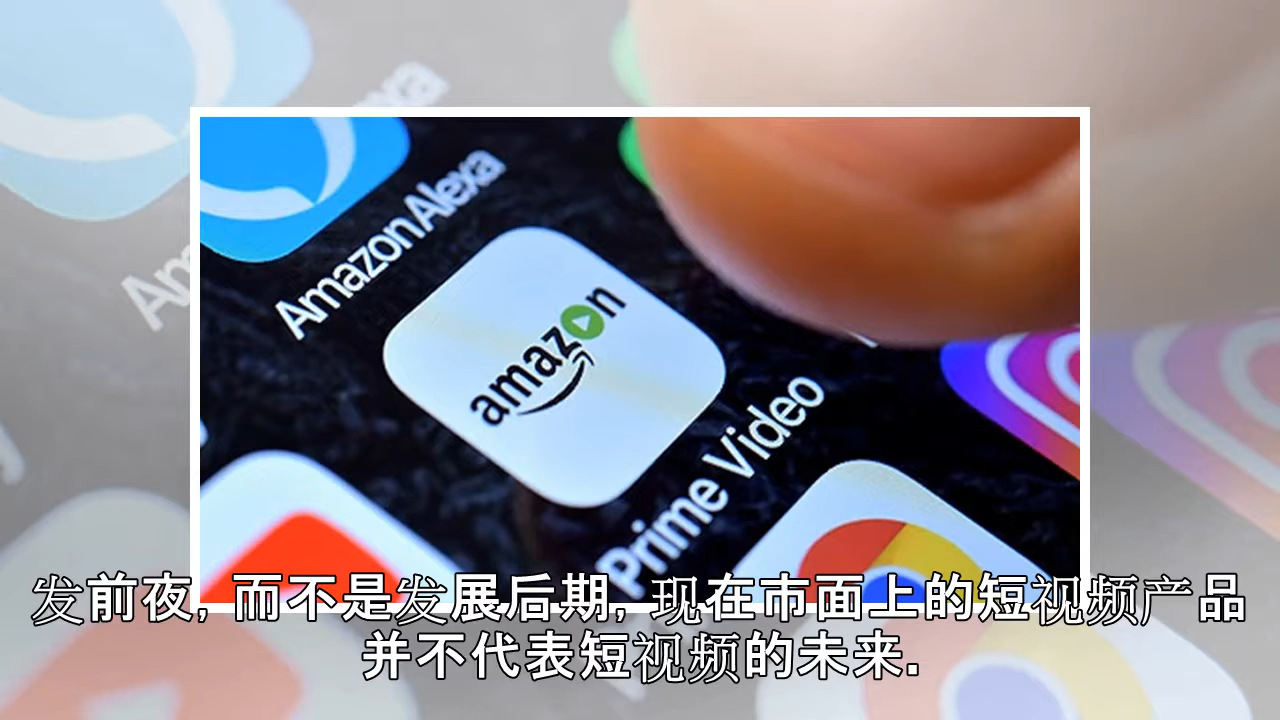 Amazon Alexa
amazon
Prime Video
发前夜, 而不是发展后期, 现在市面上的短视频产品
并不代表短视频的未来.